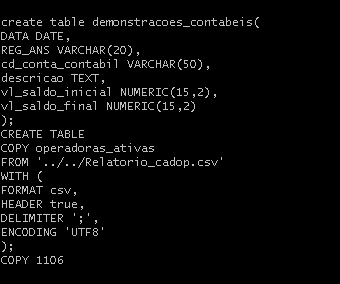 create table demonstracoes_contabeis(
DATA DATE,
REG_ANS VARCHAR(20),
cd_conta_contabil VARCHAR(50),
descricao TEXT,
vl_saldo_inicial NUMERIC(15,2),
vl_saldo_final NUMERIC(15,2)
);
CREATE TABLE
COPY operadoras_ativas
FROM '../../Relatorio_cadop.csv'
WITH (
FORMAT csv,
HEADER true,
DELIMITER ';',
ENCODING 'UTF8'
);
COPY 1106